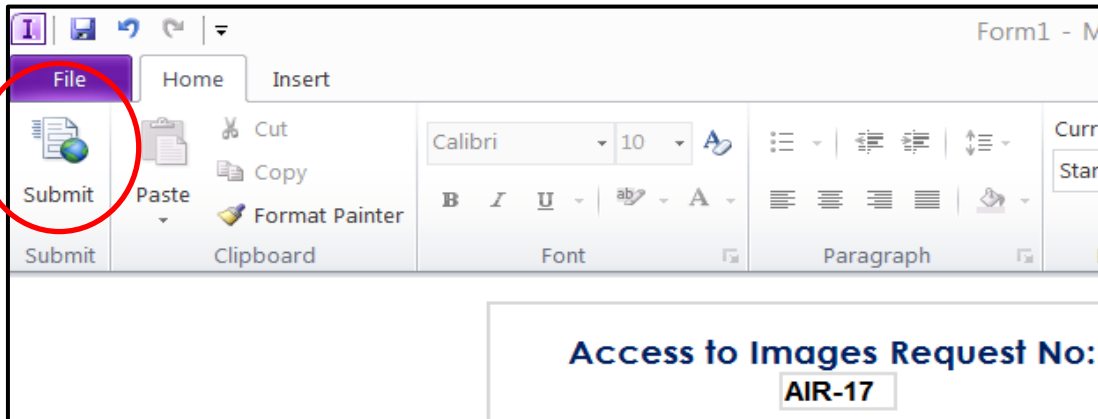 Form1 - M
File Home Insert
Submit
Paste
Cut
Copy
Format Painter
Calibri 10
B I U ab A
Curr
Star
Submit Clipboard Font Paragraph
Access to Images Request No:
AIR-17